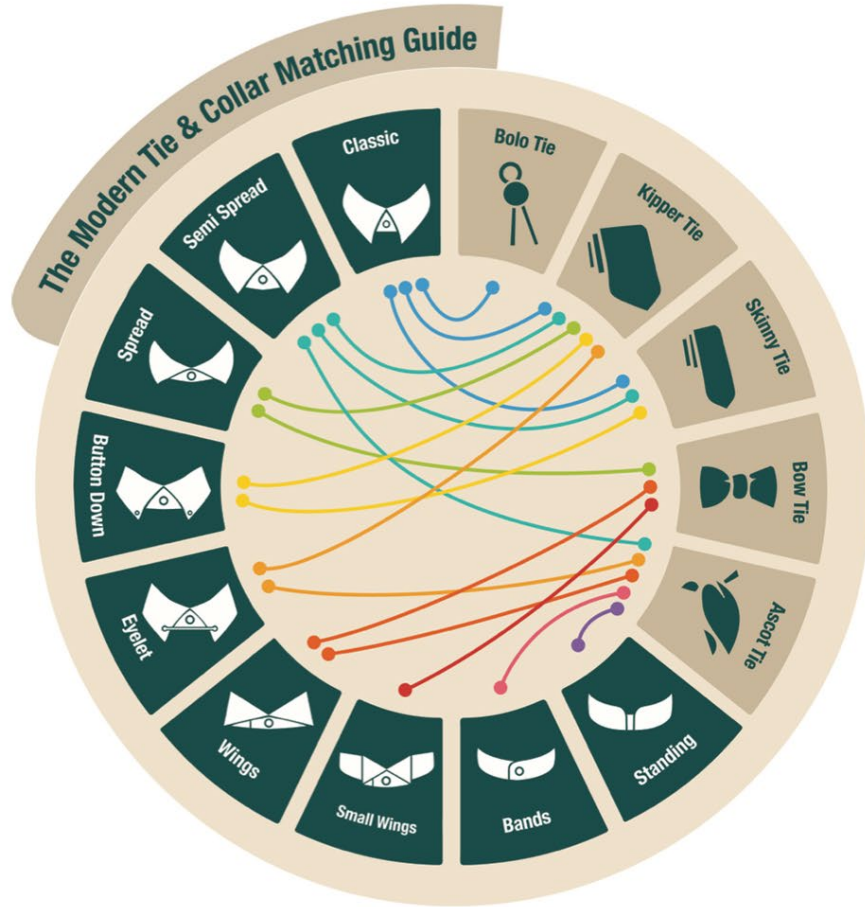 The Modern Tie & Collar Matching Guide
Classic
Bolo Tie
Kipper Tie
Skinny Tie
Bow Tie
Ascot Tie
Standing
Bands
Small Wings
Wings
Eyelet
Button Down
Spread
Semi Spread